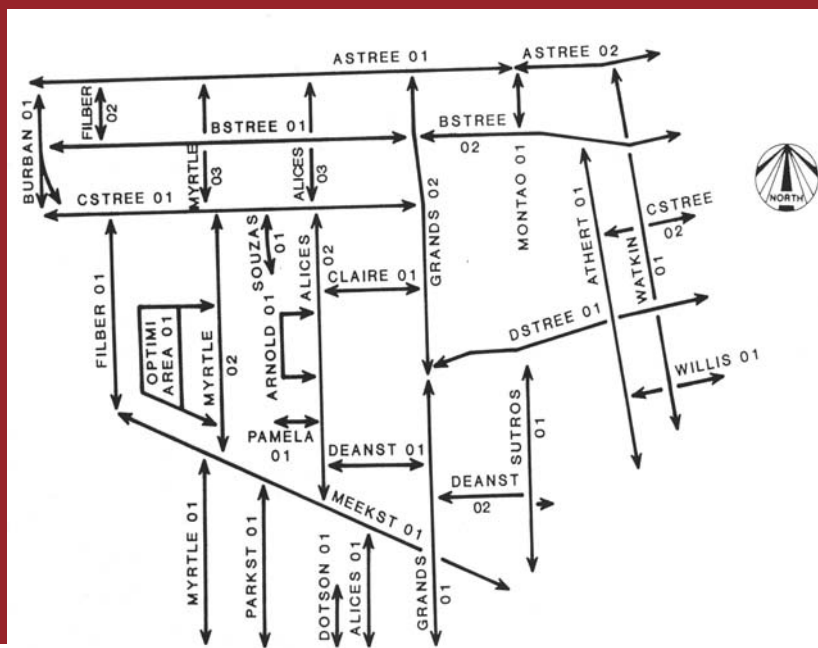 ASTREE 01
ASTREE 02
BURBAN 01
FILBER
02
MYRTLE
03
ALICES
03
BSTREE 01
BSTREE
02
MONTAO 01
CSTREE 01
GRANDS 02
ATHERT 01
WATKIN
01
CSTREE
02
NORTH
FILBER 01
OPTIMI
AREA 01
MYRTLE
02
SOUZAS
01
ALICES
02
ARNOLD 01
CLAIRE 01
DSTREE 01
WILLIS 01
PAMELA
01
DEANST 01
SUTROS
01
DEANST
02
MEEKST 01
MYRTLE 01
PARKST 01
DOTSON 01
ALICES 01
GRANDS
01